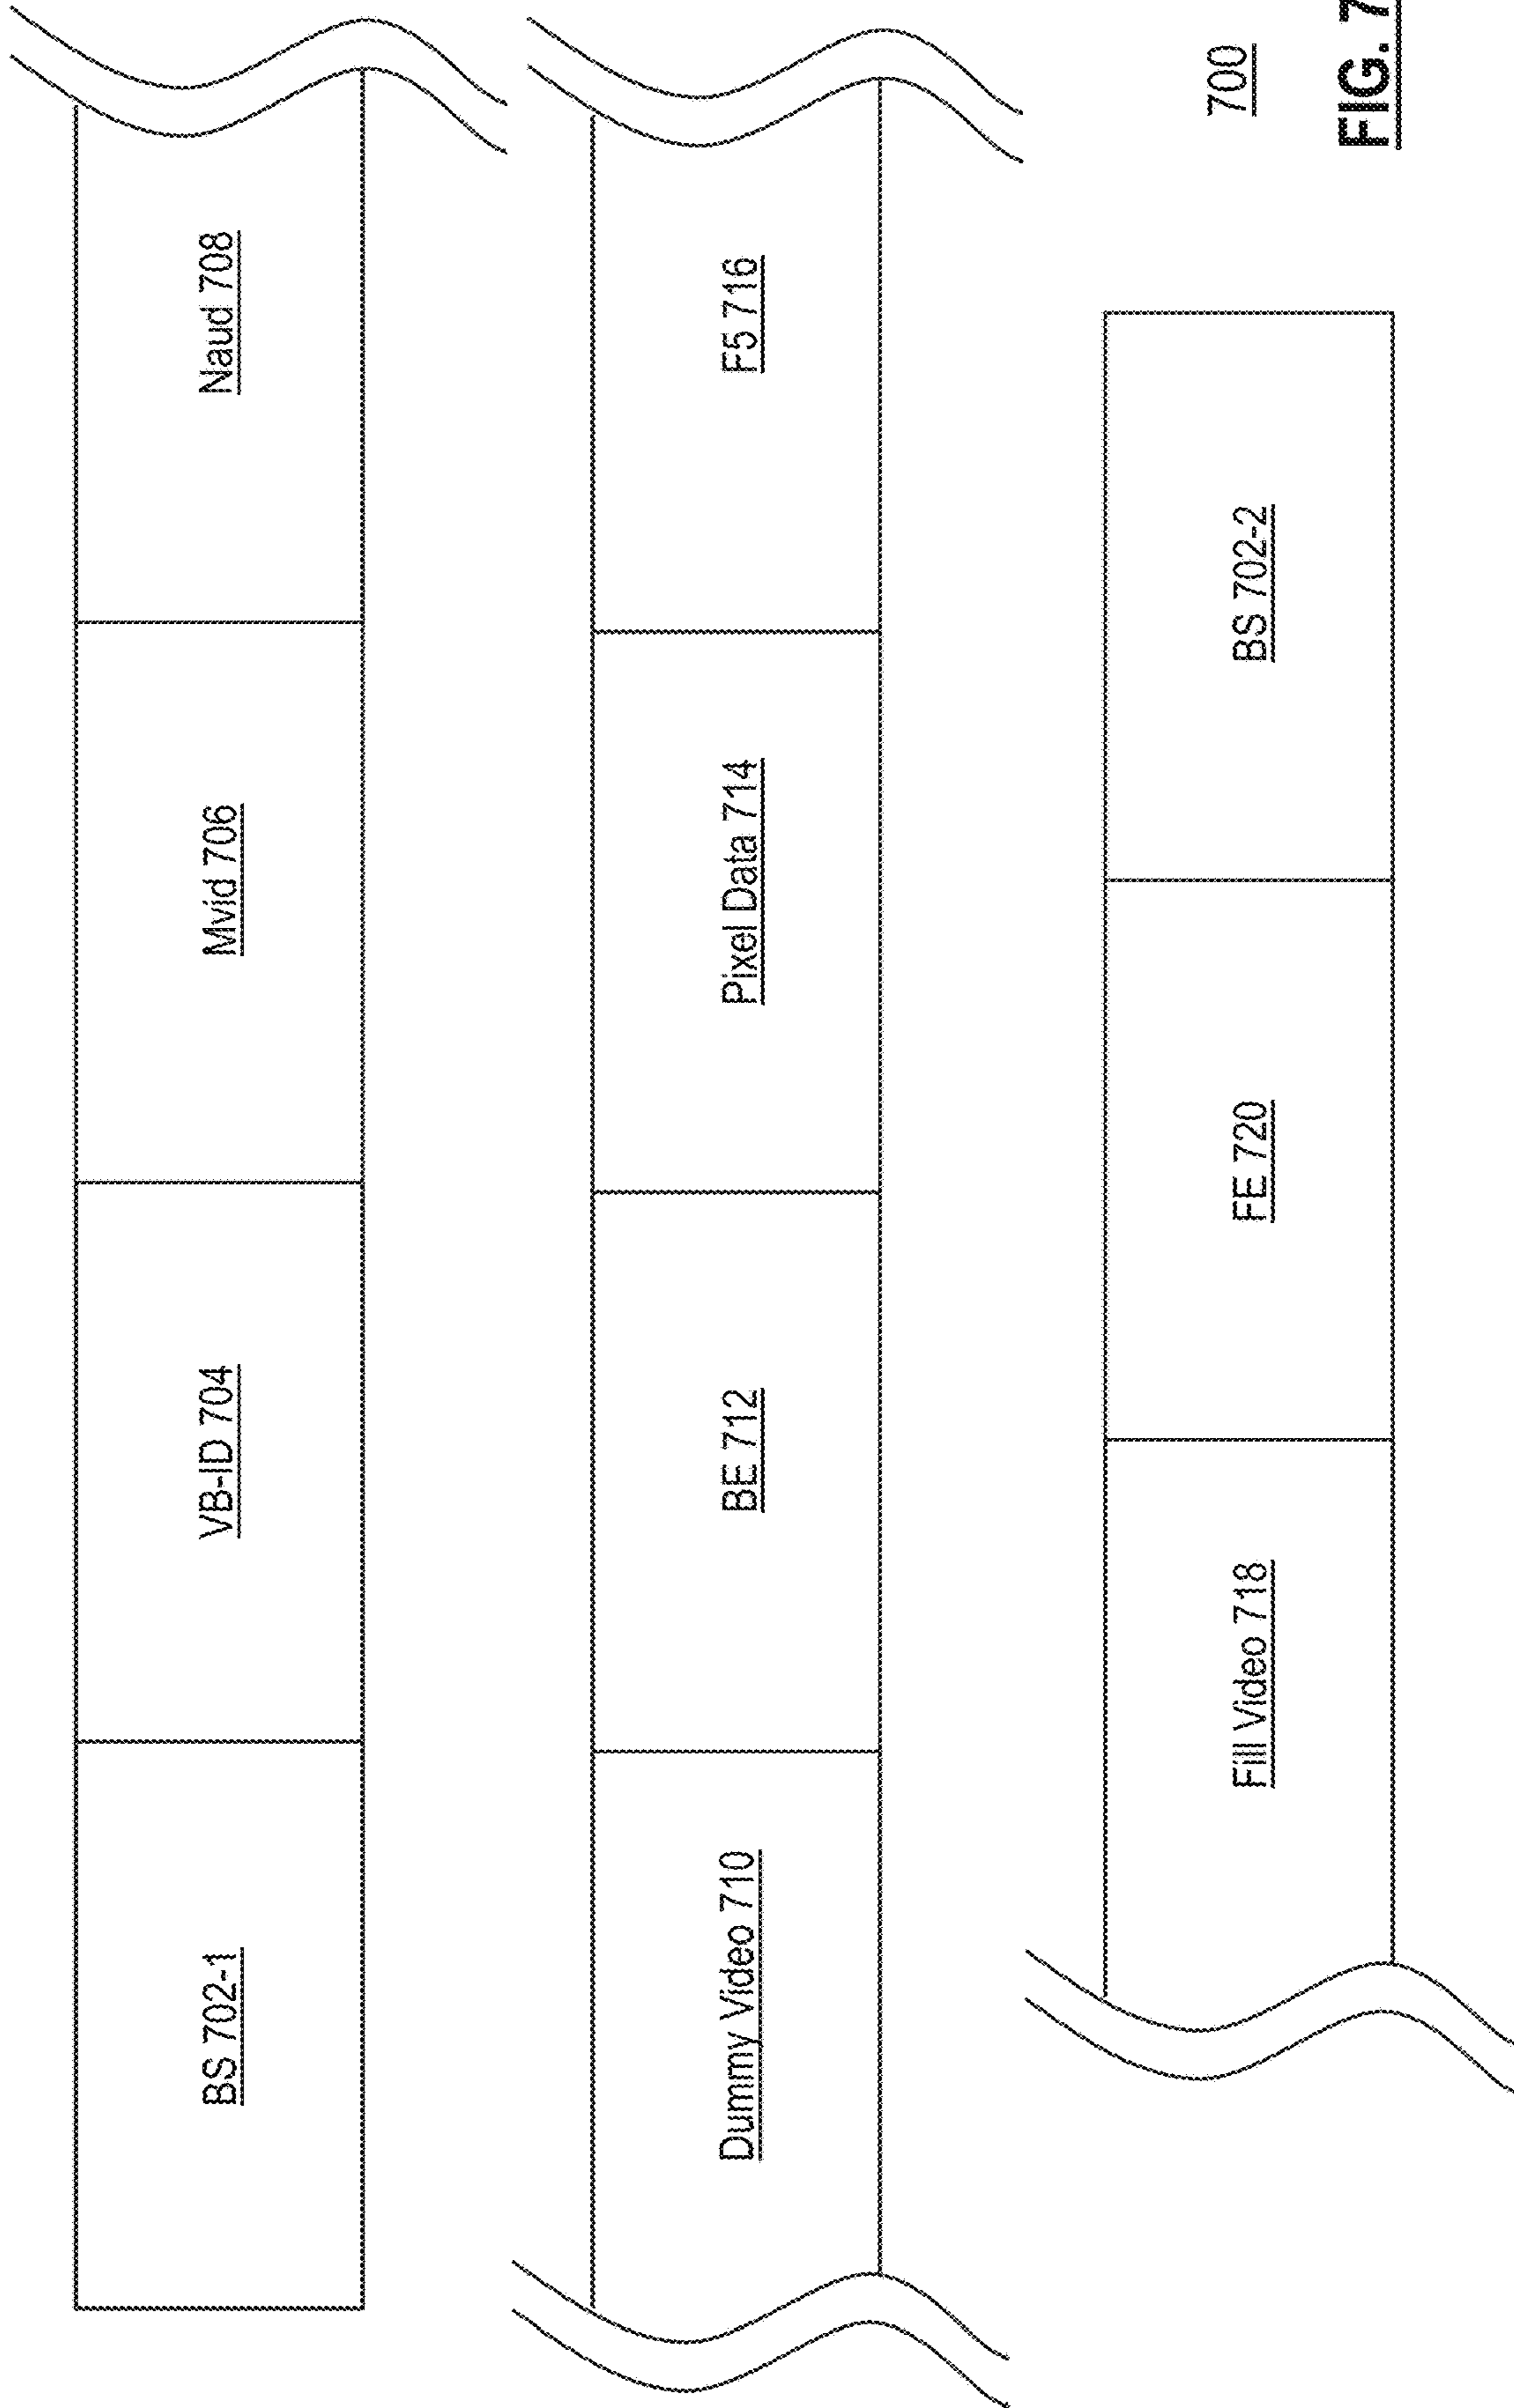 BS 702-1
VB-ID 704
Mvid 706
Naud 708
Dummy Video 710
BE 712
Pixel Data 714
F5 716
Fill Video 718
FE 720
BS 702-2
700
FIG. 7